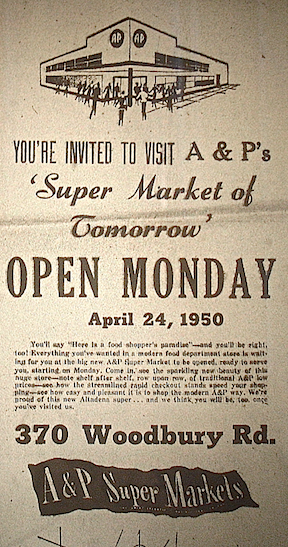 A&P A&P
YOU'RE INVITED TO VISIT A & P's
'Super Market of
Tomorrow'
OPEN MONDAY
April 24, 1950
You'll say "Here is a food shopper's paradise"—and you'll be right,
too! Everything you've wanted in a modern food department store is wait-
ing for you at the big new A&P Super Market to be opened, ready to serve
you, starting on Monday. Come in, see the sparkling new beauty of this
huge store—note shelf after shelf, row upon row, of traditional A&P low
prices—see how the streamlined rapid checkout stands speed your shop-
ping—see how easy and pleasant it is to shop the modern A&P way. We're
proud of this new Altadena super . . . and we think you will be, too, once
you've visited us.
370 Woodbury Rd.
A&P Super Markets